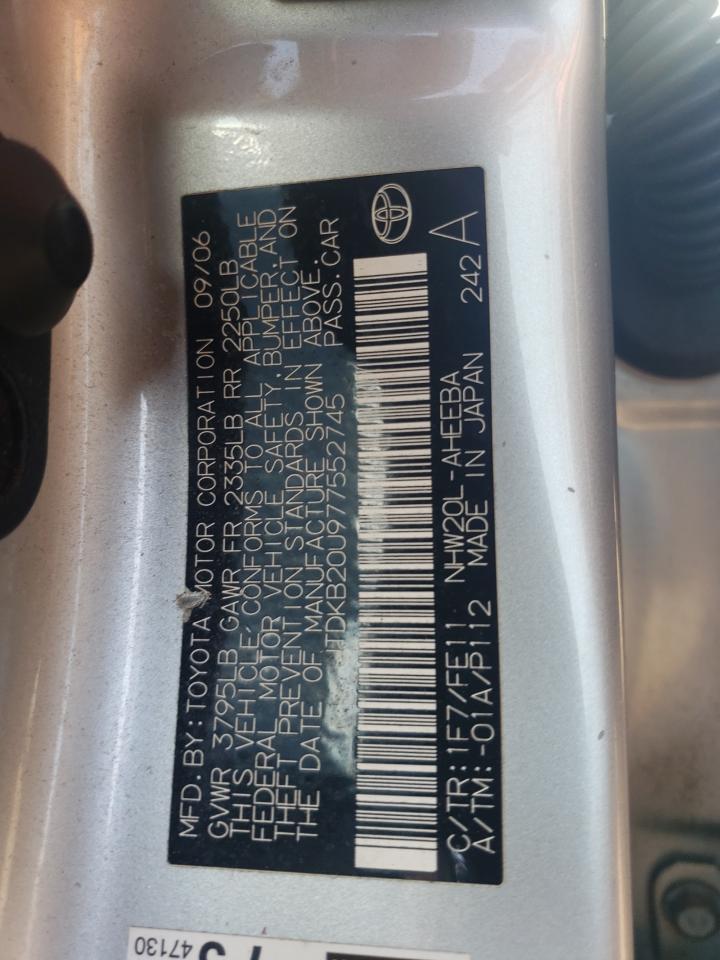 MFD.BY:TOYOTA MOTOR CORPORATION 09/06
GVWR 3795LB GAWR FR 2335LB RR 2250LB
THIS VEHICLE CONFORMS TO ALL APPLICABLE
FEDERAL MOTOR VEHICLE SAFETY,BUMPER,AND
THEFT PREVENTION STANDARDS IN EFFECT ON
THE DATE OF MANUFACTURE SHOWN ABOVE.
JTDKB20U977552745 PASS.CAR
C/TR:1F7/FE11 NHW20L-AHEEBA
A/TM:-01A/P112 MADE IN JAPAN 242 A
47130